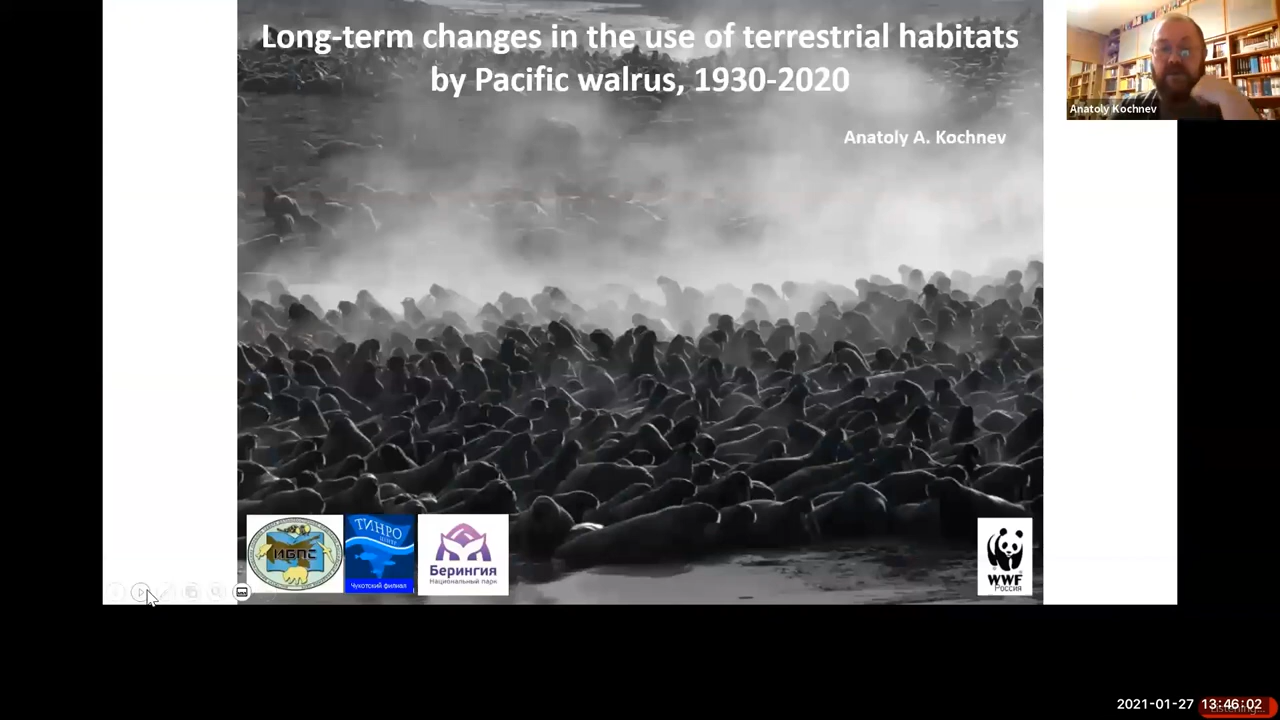 Long-term changes in the use of terrestrial habitats
by Pacific walrus, 1930-2020
Anatoly A. Kochnev
Anatoly Kochnev
ИБПС
ТИНРО
центр
Чукотский филиал
Берингия
Национальный парк
WWF
Россия
2021-01-27 13:46:02